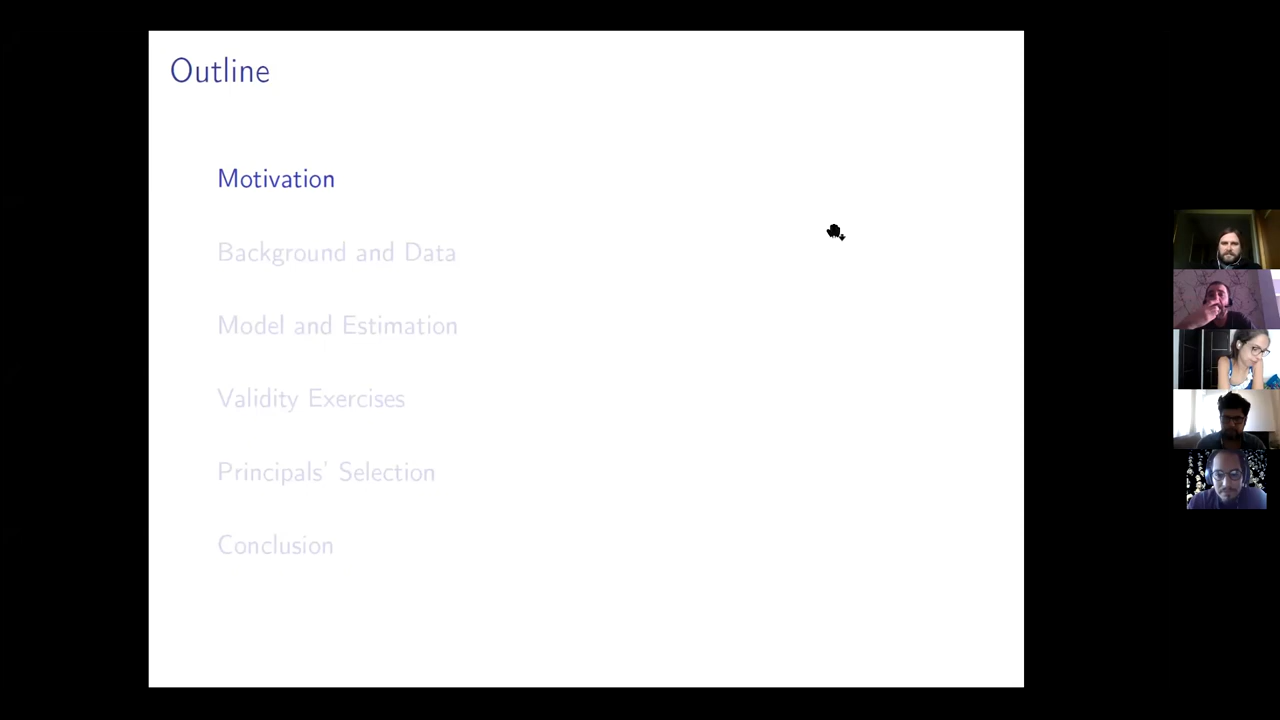 Outline
Motivation
Background and Data
Model and Estimation
Validity Exercises
Principals' Selection
Conclusion